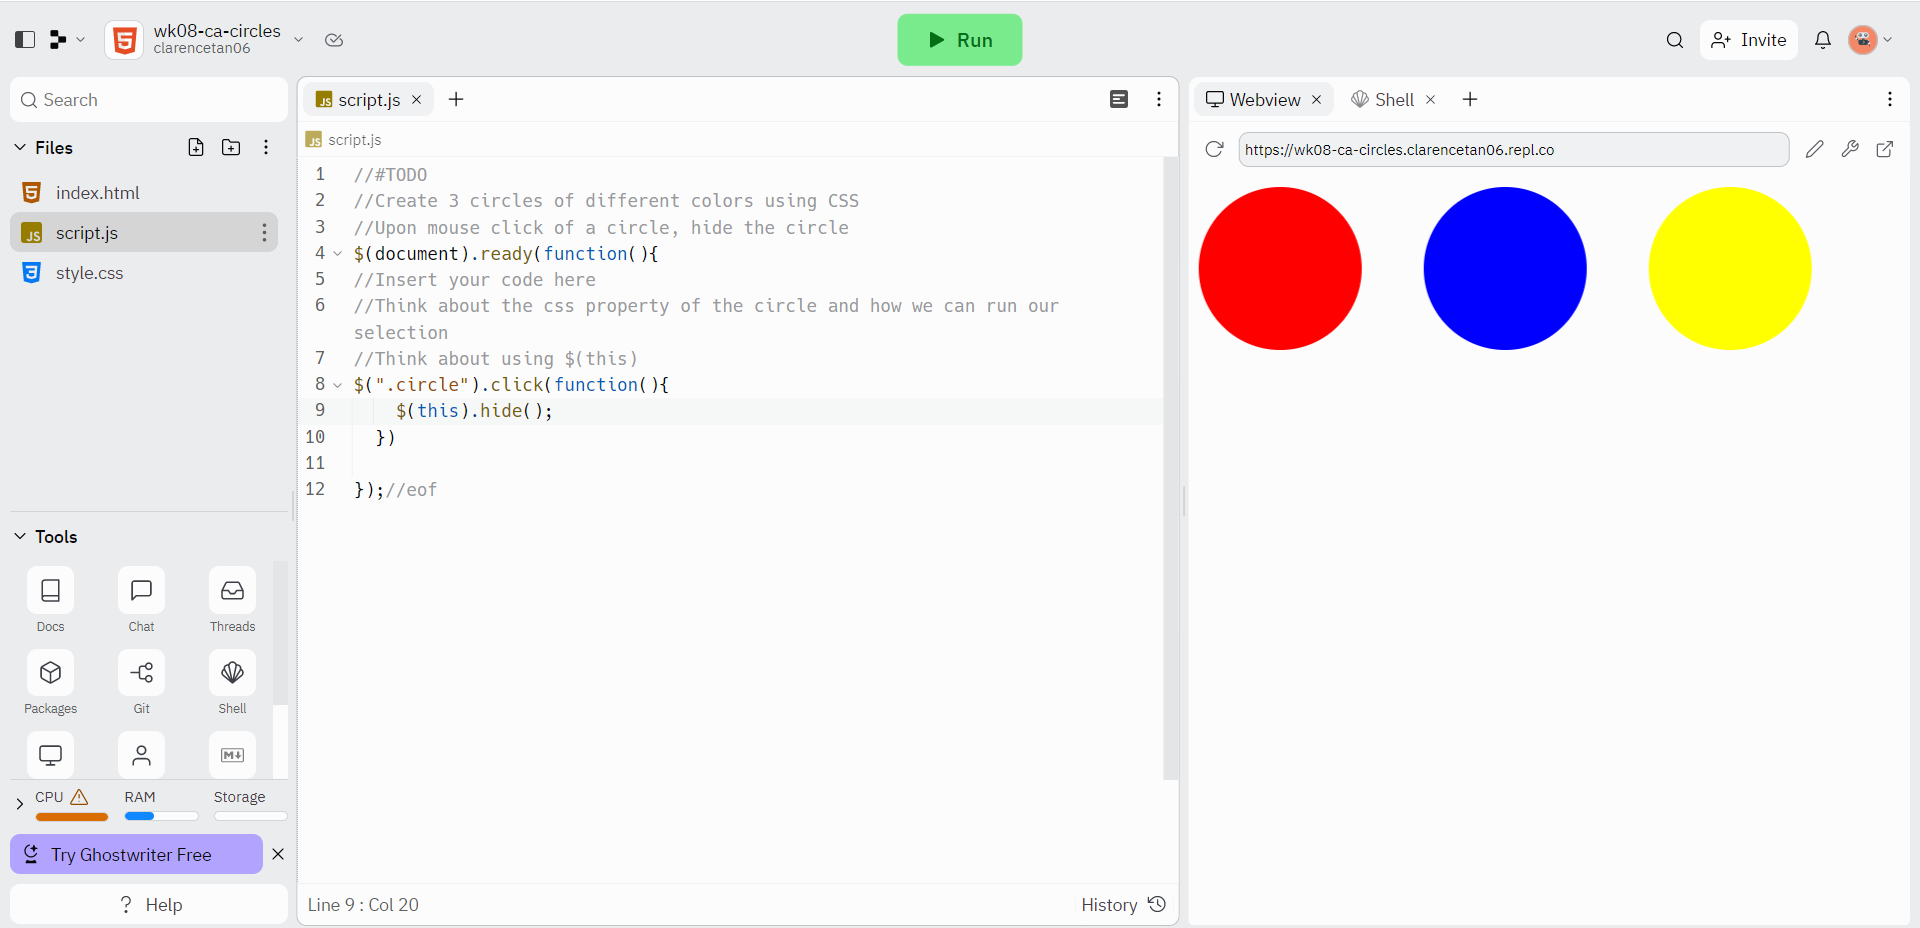 wk08-ca-circles
clarencetan06
Run
Invite
Search
Files
index.html
script.js
style.css
Tools
Docs
Chat
Threads
Packages
Git
Shell
M
CPU
RAM
Storage
Try Ghostwriter Free
? Help
JS script.js
JS script.js
1 //#TODO
2 //Create 3 circles of different colors using CSS
3 //Upon mouse click of a circle, hide the circle
4 $(document).ready(function(){
5 //Insert your code here
6 //Think about the css property of the circle and how we can run our
selection
7 //Think about using $(this)
8 $(".circle").click(function(){
9 $(this).hide();
10 })
11
12 });//eof
Line 9 : Col 20
History
Webview
Shell
https://wk08-ca-circles.clarencetan06.repl.co